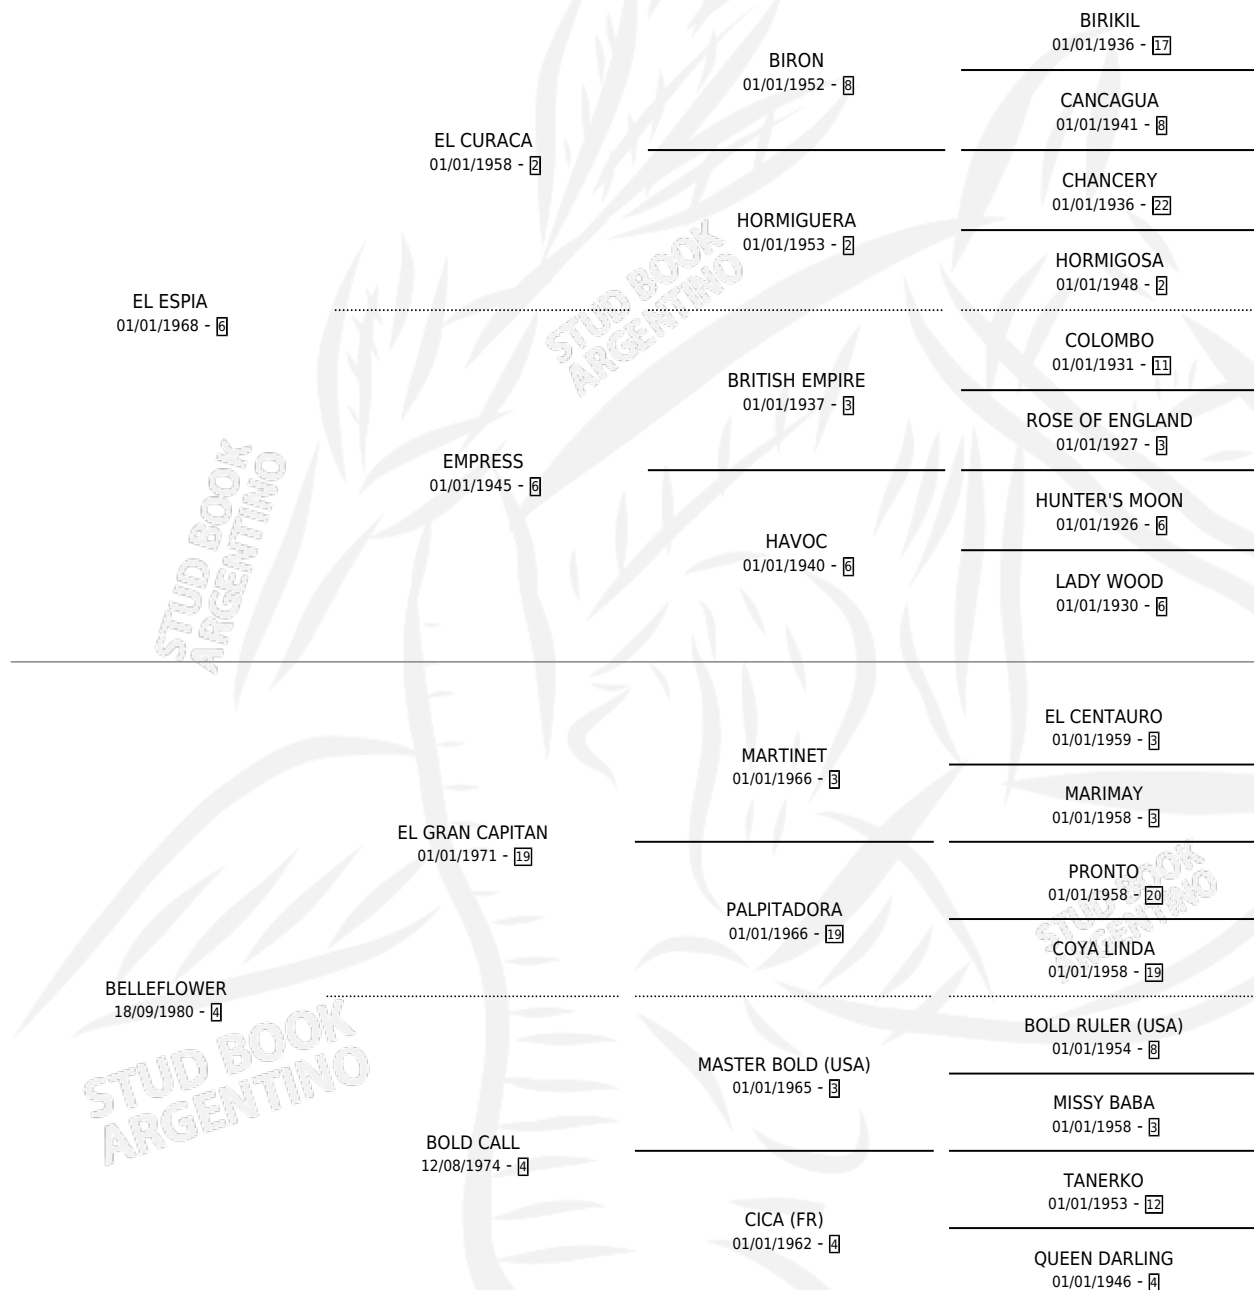 BIRIKIL
01/01/1936 - 17
BIRON
01/01/1952 - 8
CANCAGUA
01/01/1941 - 8
EL CURACA
01/01/1958 - 2
CHANCERY
01/01/1936 - 22
HORMIGUERA
01/01/1953 - 2
HORMIGOSA
01/01/1948 - 2
EL ESPIA
01/01/1968 - 6
STUD BOOK
ARGENTINO
COLOMBO
01/01/1931 - 11
BRITISH EMPIRE
01/01/1937 - 3
ROSE OF ENGLAND
01/01/1927 - 3
EMPRESS
01/01/1945 - 6
HUNTER'S MOON
01/01/1926 - 6
HAVOC
01/01/1940 - 6
LADY WOOD
01/01/1930 - 6
STUD BOOK
ARGENTINO
EL CENTAURO
01/01/1959 - 3
MARTINET
01/01/1966 - 3
MARIMAY
01/01/1958 - 3
EL GRAN CAPITAN
01/01/1971 - 19
PRONTO
01/01/1958 - 20
PALPITADORA
01/01/1966 - 19
STUD BOOK
ARGENTINO
COYA LINDA
01/01/1958 - 19
BELLEFLOWER
18/09/1980 - 4
BOLD RULER (USA)
01/01/1954 - 8
STUD BOOK
ARGENTINO
MASTER BOLD (USA)
01/01/1965 - 3
MISSY BABA
01/01/1958 - 3
BOLD CALL
12/08/1974 - 4
TANERKO
01/01/1953 - 12
CICA (FR)
01/01/1962 - 4
QUEEN DARLING
01/01/1946 - 4